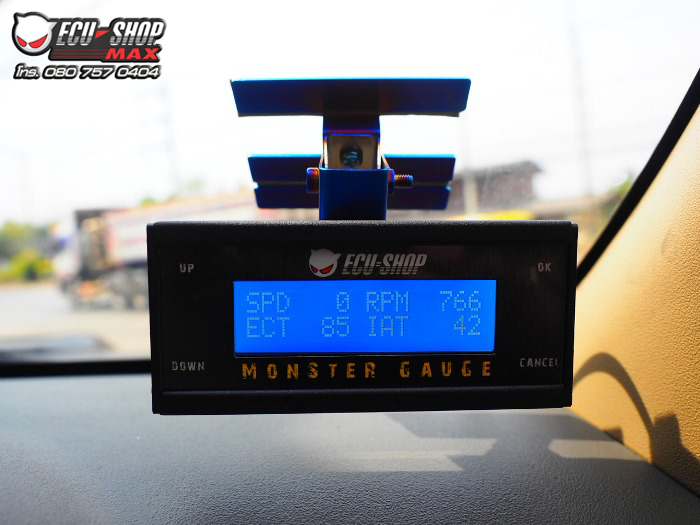 ECU-SHOP
MAX
โทร. 080 757 0404
ECU-SHOP
UP
OK
SPD 0 RPM 766
ECT 85 IAT 42
DOWN
CANCEL
MONSTER GAUGE